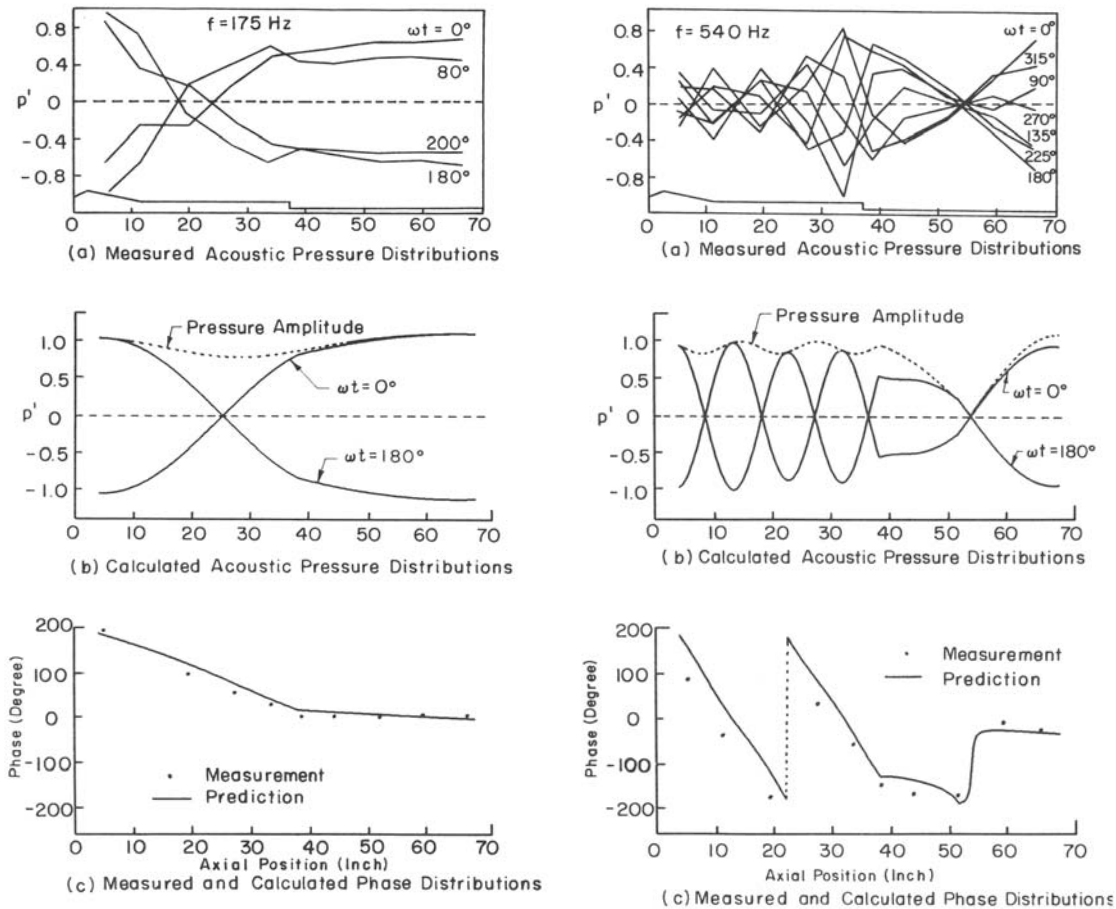 f=175 Hz
ωt=0°
80°
200°
180°
0.8
0.4
p' 0
-0.4
-0.8
0 10 20 30 40 50 60 70
(a) Measured Acoustic Pressure Distributions
Pressure Amplitude
ωt=0°
ωt=180°
1.0
0.5
p' 0
-0.5
-1.0
0 10 20 30 40 50 60 70
(b) Calculated Acoustic Pressure Distributions
Phase (Degree)
200
100
0
-100
-200
Measurement
Prediction
0 10 20 30 40 50 60 70
Axial Position (Inch)
(c) Measured and Calculated Phase Distributions
f=540 Hz
ωt=0°
315°
90°
270°
135°
225°
180°
0.8
0.4
p' 0
-0.4
-0.8
0 10 20 30 40 50 60 70
(a) Measured Acoustic Pressure Distributions
Pressure Amplitude
ωt=0°
ωt=180°
1.0
0.5
p' 0
-0.5
-1.0
0 10 20 30 40 50 60 70
(b) Calculated Acoustic Pressure Distributions
Phase (Degree)
200
100
0
-100
-200
Measurement
Prediction
0 10 20 30 40 50 60 70
Axial Position (Inch)
(c) Measured and Calculated Phase Distributions